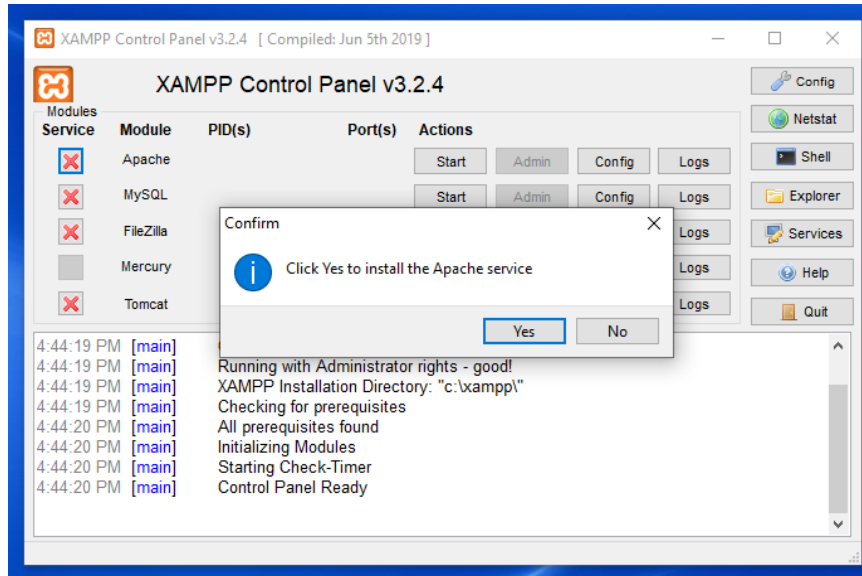 XAMPP Control Panel v3.2.4 [ Compiled: Jun 5th 2019 ]
XAMPP Control Panel v3.2.4
Config
Modules
Service Module PID(s) Port(s) Actions
Netstat
Apache Start Admin Config Logs
Shell
MySQL Start Admin Config Logs
Explorer
FileZilla Logs
Services
Mercury Logs
Help
Tomcat Logs
Quit
Confirm
Click Yes to install the Apache service
Yes No
4:44:19 PM [main]
4:44:19 PM [main] Running with Administrator rights - good!
4:44:19 PM [main] XAMPP Installation Directory: "c:\xampp\"
4:44:19 PM [main] Checking for prerequisites
4:44:20 PM [main] All prerequisites found
4:44:20 PM [main] Initializing Modules
4:44:20 PM [main] Starting Check-Timer
4:44:20 PM [main] Control Panel Ready